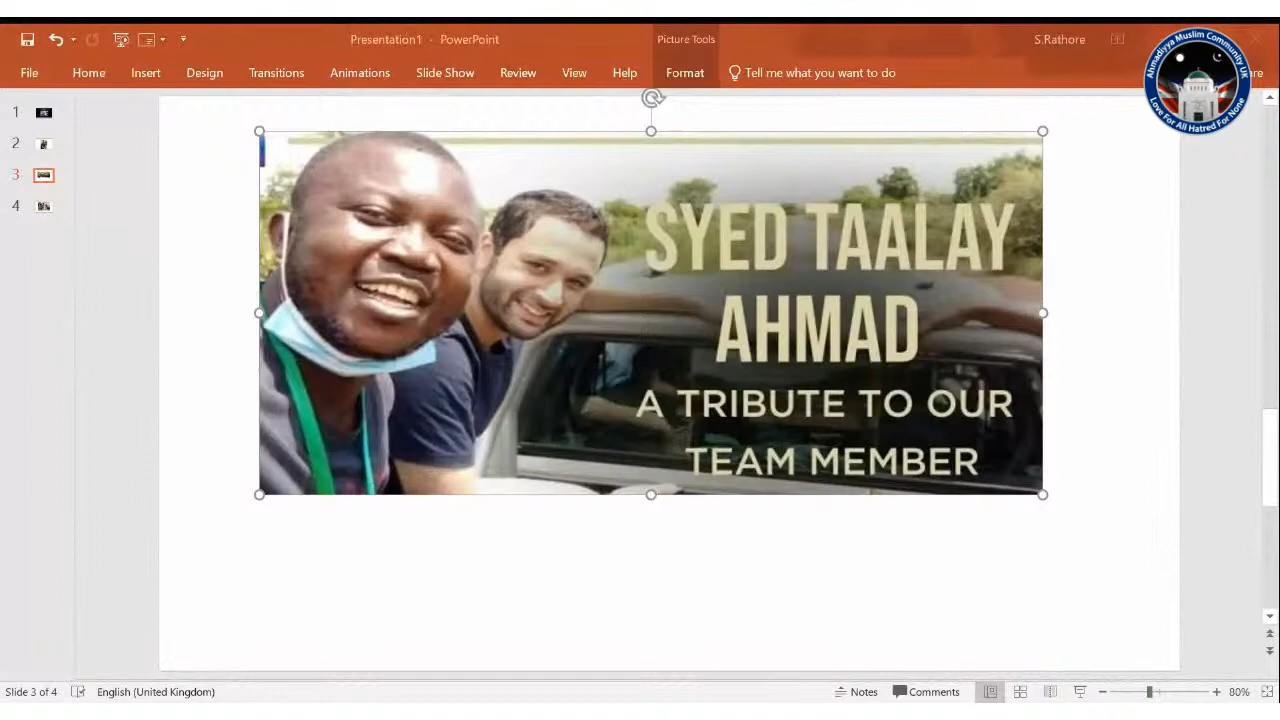 Presentation1 - PowerPoint
Picture Tools
S.Rathore
File Home Insert Design Transitions Animations Slide Show Review View Help Format Tell me what you want to do
Ahmadiyya Muslim Community UK
Love For All Hatred For None
1
2
3
4
SYED TAALAY
AHMAD
A TRIBUTE TO OUR
TEAM MEMBER
Slide 3 of 4 English (United Kingdom) Notes Comments 80%